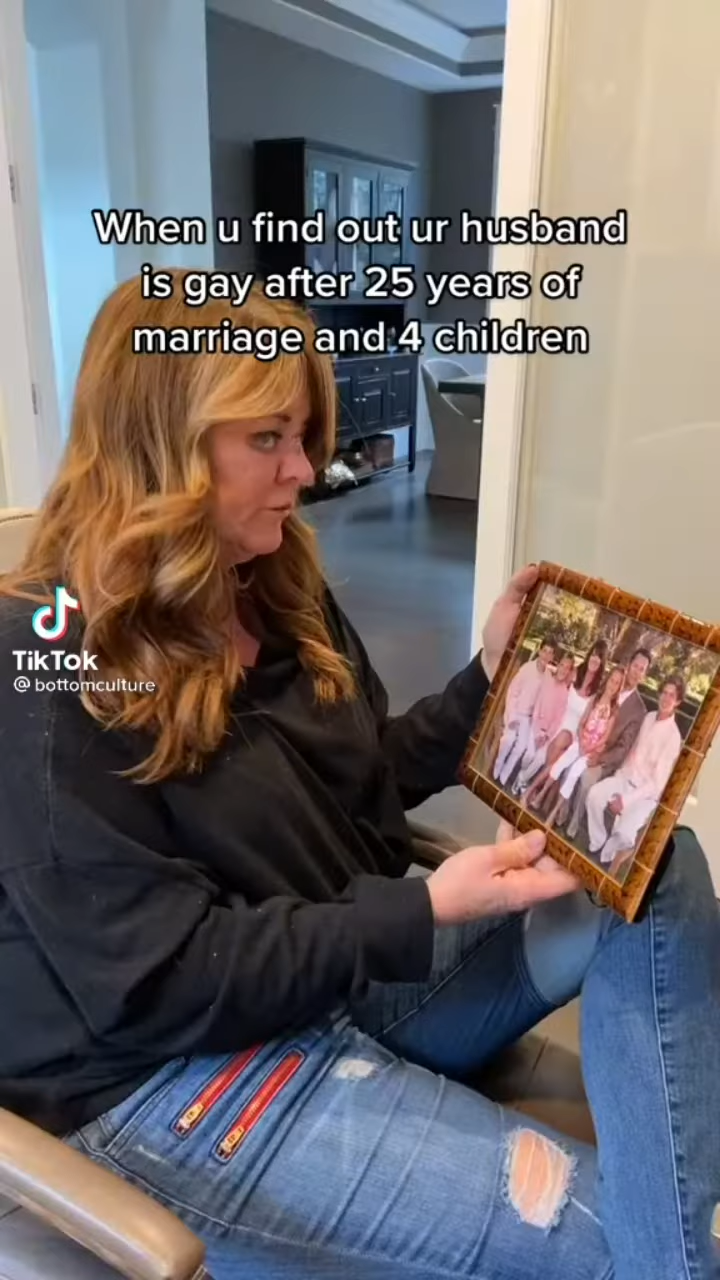 When u find out ur husband
is gay after 25 years of
marriage and 4 children
TikTok
@bottomculture